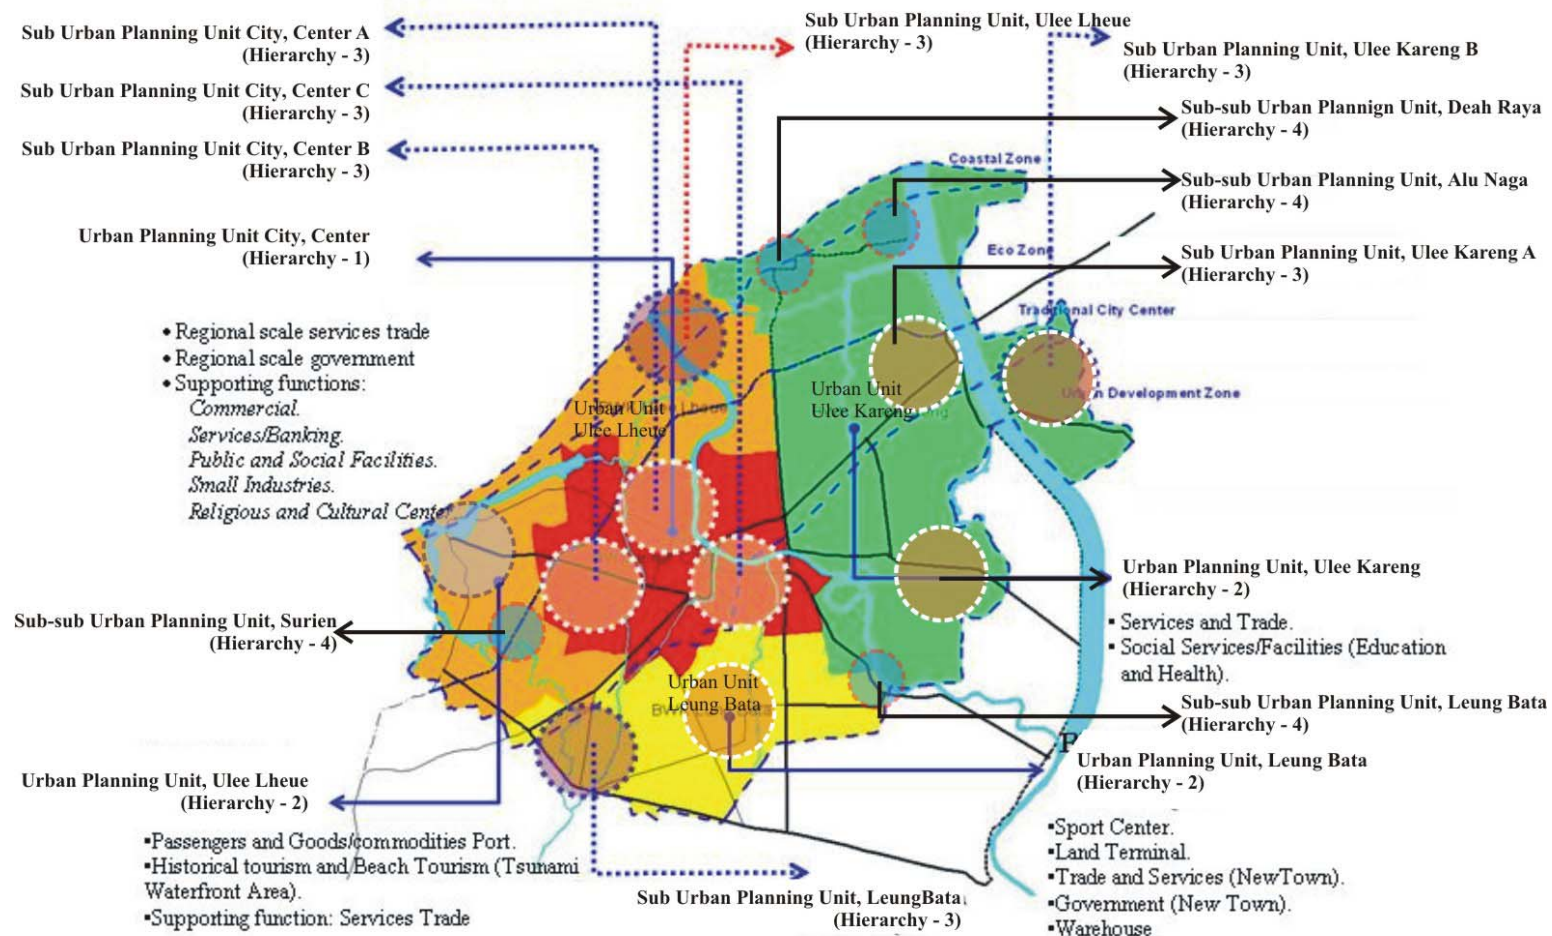 Sub Urban Planning Unit City, Center A
(Hierarchy - 3)
Sub Urban Planning Unit City, Center C
(Hierarchy - 3)
Sub Urban Planning Unit City, Center B
(Hierarchy - 3)
Urban Planning Unit City, Center
(Hierarchy - 1)
• Regional scale services trade
• Regional scale government
• Supporting functions:
Commercial.
Services/Banking.
Public and Social Facilities.
Small Industries.
Religious and Cultural Center
Sub Urban Planning Unit, Ulee Lheue
(Hierarchy - 3)
Sub Urban Planning Unit, Ulee Kareng B
(Hierarchy - 3)
Sub-sub Urban Plannign Unit, Deah Raya
(Hierarchy - 4)
Coastal Zone
Sub-sub Urban Planning Unit, Alu Naga
(Hierarchy - 4)
Eco Zone
Sub Urban Planning Unit, Ulee Kareng A
(Hierarchy - 3)
Traditional City Center
Urban Development Zone
Urban Unit
Ulee Kareng
Urban Unit
Ulee Lheue
Urban Planning Unit, Ulee Kareng
(Hierarchy - 2)
▪ Services and Trade.
▪ Social Services/Facilities (Education
and Health).
Sub-sub Urban Planning Unit, Surien
(Hierarchy - 4)
Urban Unit
Leung Bata
Sub-sub Urban Planning Unit, Leung Bata
(Hierarchy - 4)
Urban Planning Unit, Leung Bata
(Hierarchy - 2)
▪Sport Center.
▪Land Terminal.
▪Trade and Services (NewTown).
▪Government (New Town).
▪Warehouse
Urban Planning Unit, Ulee Lheue
(Hierarchy - 2)
▪Passengers and Goods/commodities Port.
▪Historical tourism and Beach Tourism (Tsunami
Waterfront Area).
▪Supporting function: Services Trade
Sub Urban Planning Unit, LeungBata
(Hierarchy - 3)